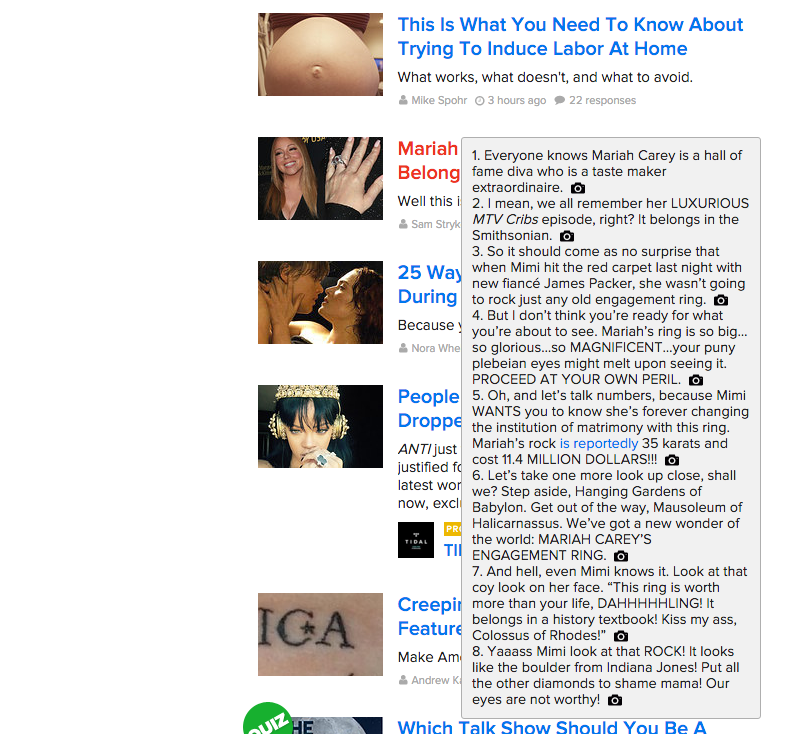 This Is What You Need To Know About
Trying To Induce Labor At Home
What works, what doesn't, and what to avoid.
Mike Spohr 3 hours ago 22 responses
Mariah
Belong
Well this i
Sam Stryk
1. Everyone knows Mariah Carey is a hall of
fame diva who is a taste maker
extraordinaire.
2. I mean, we all remember her LUXURIOUS
MTV Cribs episode, right? It belongs in the
Smithsonian.
3. So it should come as no surprise that
when Mimi hit the red carpet last night with
new fiancé James Packer, she wasn’t going
to rock just any old engagement ring.
4. But I don’t think you’re ready for what
you’re about to see. Mariah’s ring is so big...
so glorious...so MAGNIFICENT...your puny
plebeian eyes might melt upon seeing it.
PROCEED AT YOUR OWN PERIL.
5. Oh, and let’s talk numbers, because Mimi
WANTS you to know she’s forever changing
the institution of matrimony with this ring.
Mariah’s rock is reportedly 35 karats and
cost 11.4 MILLION DOLLARS!!!
6. Let’s take one more look up close, shall
we? Step aside, Hanging Gardens of
Babylon. Get out of the way, Mausoleum of
Halicarnassus. We’ve got a new wonder of
the world: MARIAH CAREY’S
ENGAGEMENT RING.
7. And hell, even Mimi knows it. Look at that
coy look on her face. “This ring is worth
more than your life, DAHHHHHLING! It
belongs in a history textbook! Kiss my ass,
Colossus of Rhodes!”
8. Yaaass Mimi look at that ROCK! It looks
like the boulder from Indiana Jones! Put all
the other diamonds to shame mama! Our
eyes are not worthy!
25 Way
During
Because
Nora Whe
People
Droppe
ANTI just
justified fo
latest wor
now, excl
TIDAL
PRO
TI
ICA
Creepin
Feature
Make Am
Andrew K
QUIZ
THE
Which Talk Show Should You Be A